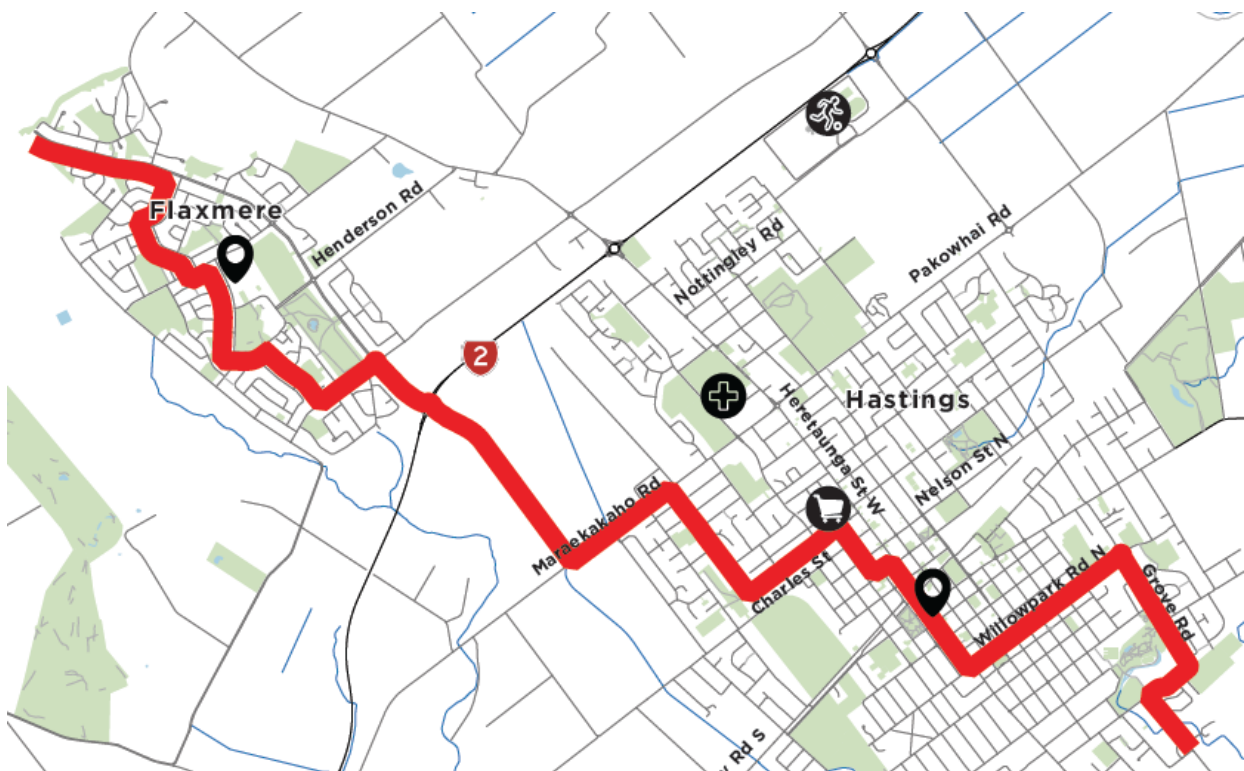 Flaxmere
Henderson Rd
2
Nottingley Rd
Pakowhai Rd
Hastings
Heretaunga St W
Nelson St N
Maraekakaho Rd
Charles St
Willowpark Rd N
Grove Rd
Rd S